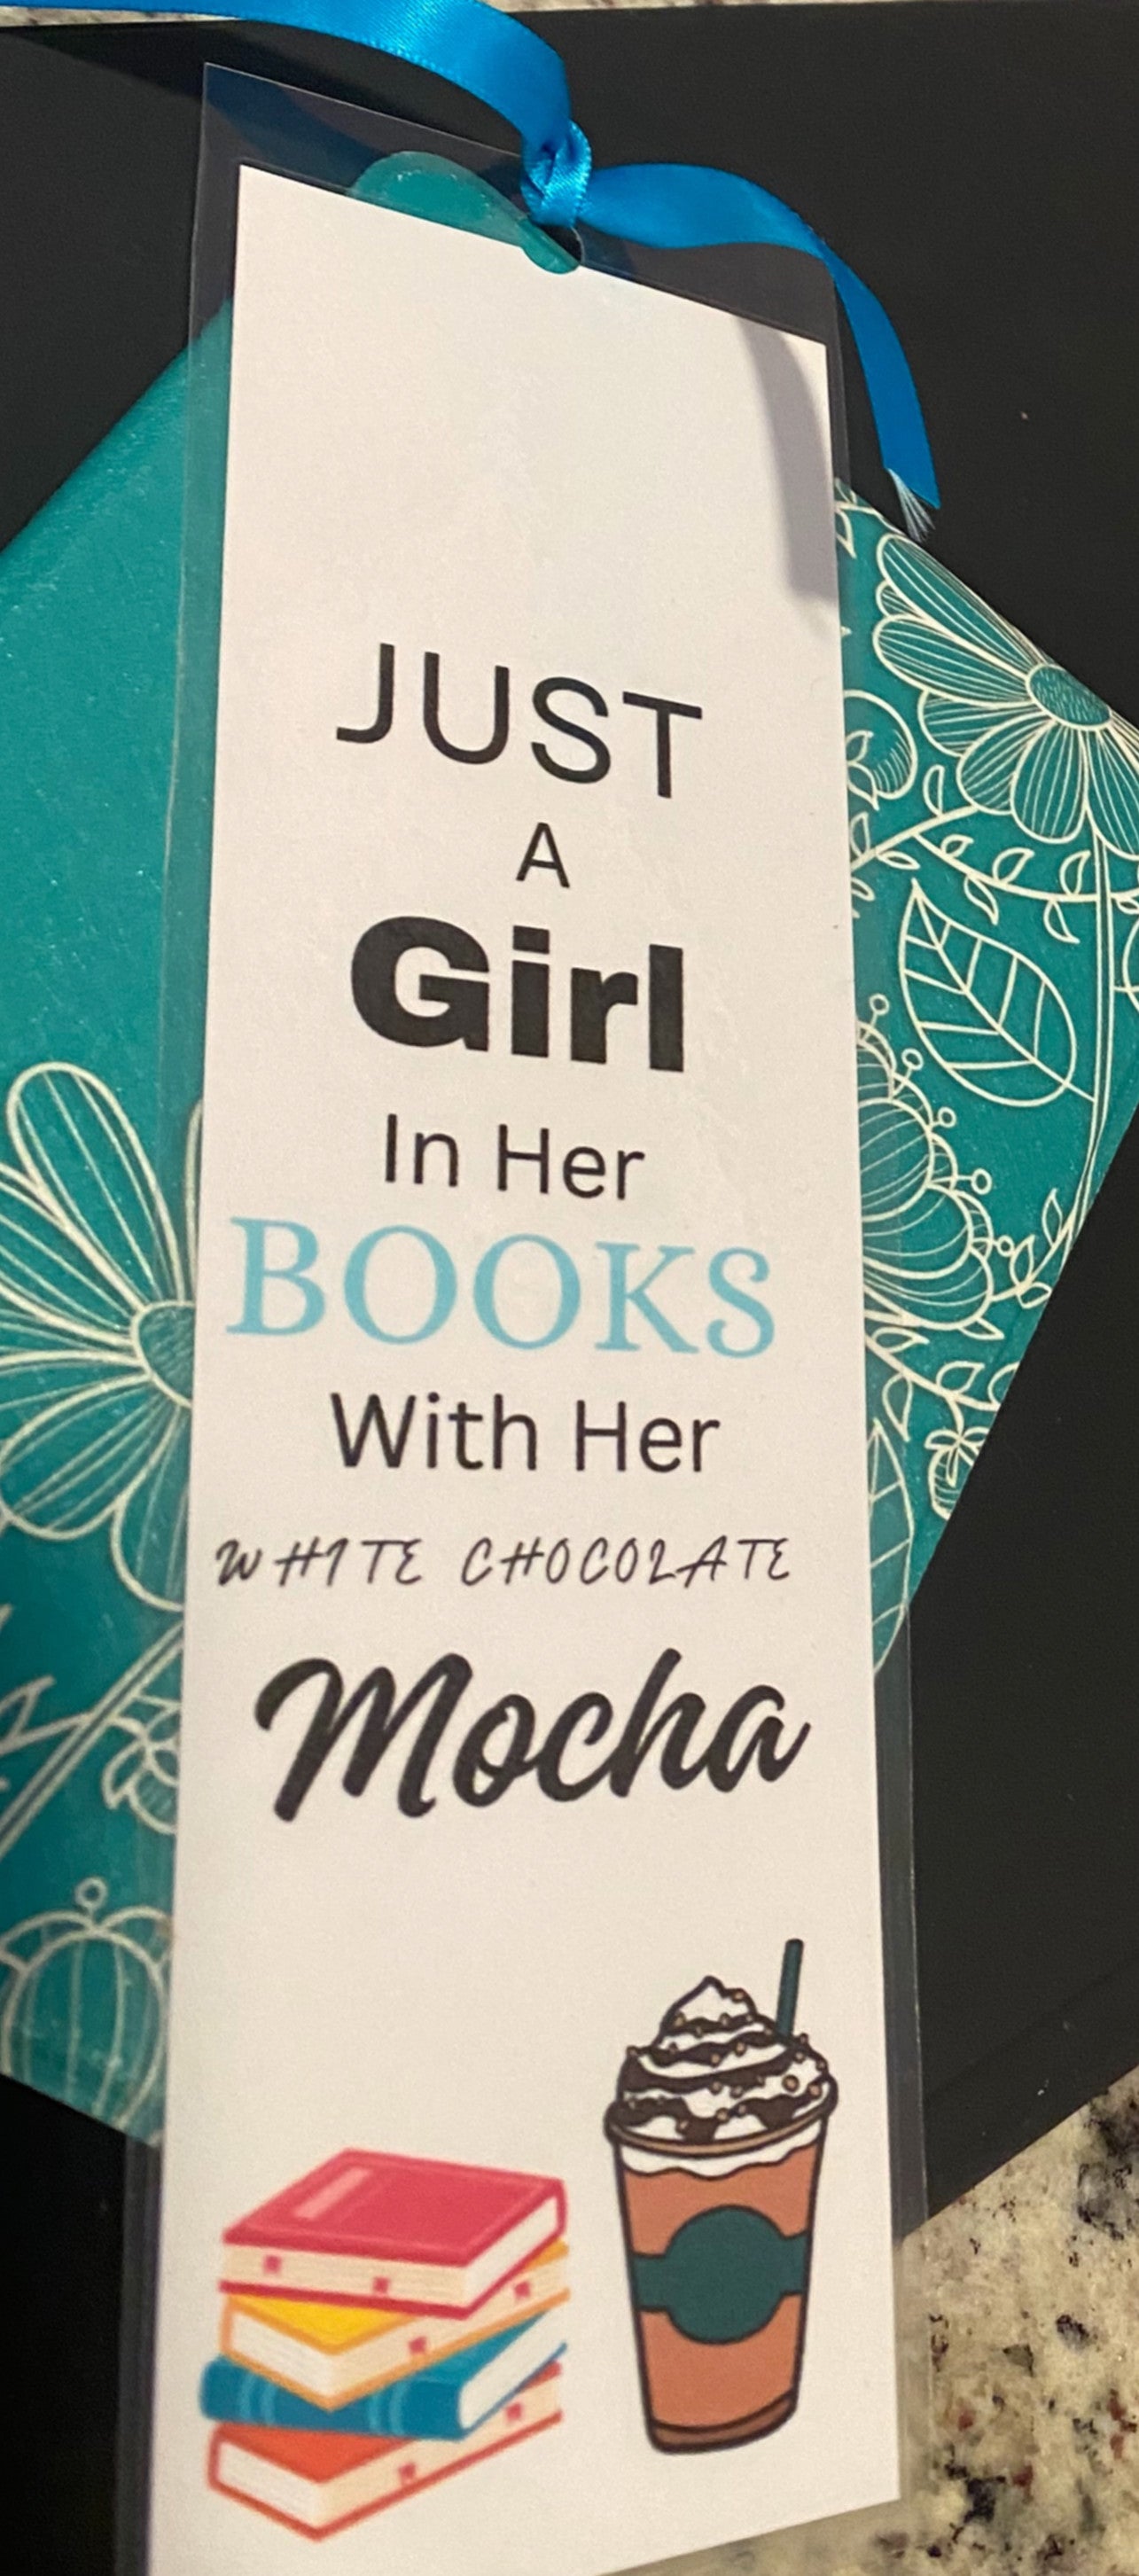 JUST
A
Girl
In Her
BOOKS
With Her
WHITE CHOCOLATE
Mocha